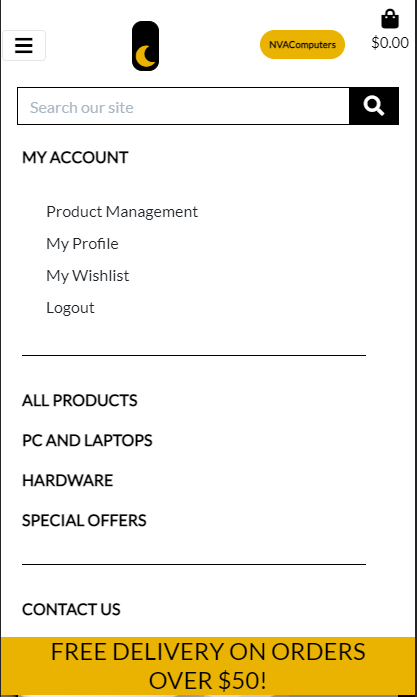 NVAComputers
$0.00
Search our site
MY ACCOUNT
Product Management
My Profile
My Wishlist
Logout
ALL PRODUCTS
PC AND LAPTOPS
HARDWARE
SPECIAL OFFERS
CONTACT US
FREE DELIVERY ON ORDERS
OVER $50!